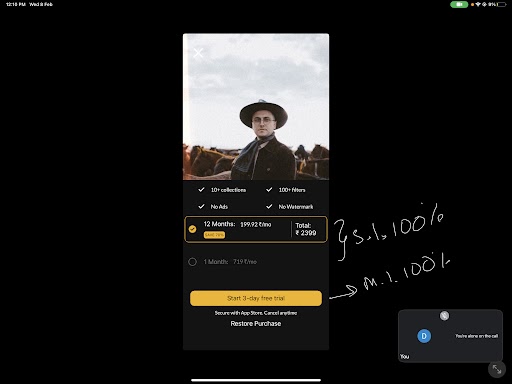 12:10 PM Wed 8 Feb
9%
10+ collections
100+ filters
No Ads
No Watermark
12 Months: 199.92 ₹/mo
Total:
₹ 2399
1 Month: 719 ₹/mo
Start 3-day free trial
Secure with App Store. Cancel anytime
Restore Purchase
100%
100%
D
You're alone on the call
You